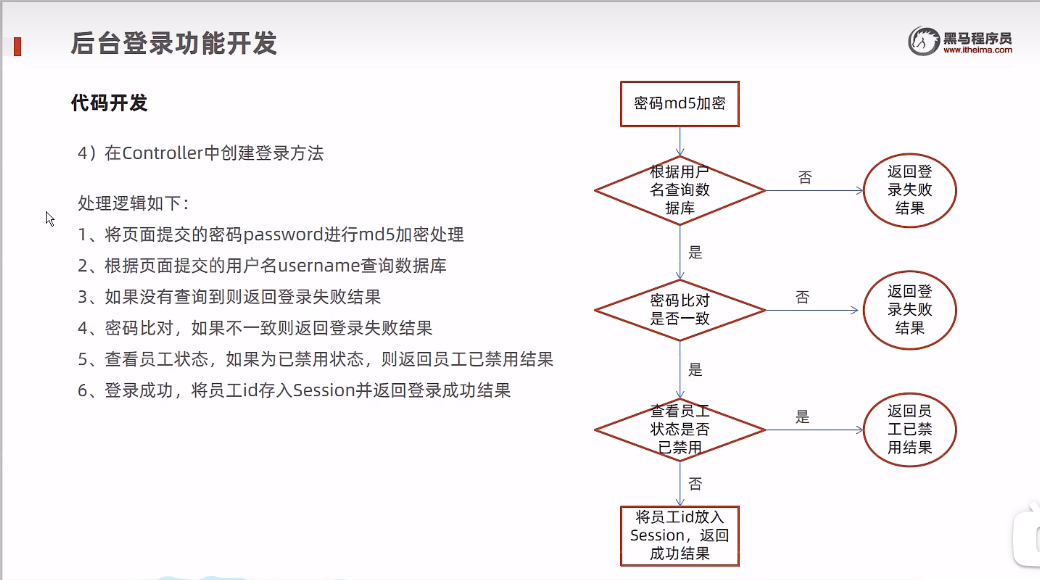 后台登录功能开发
黑马程序员
www.itheima.com
代码开发
4）在Controller中创建登录方法
处理逻辑如下：
1、将页面提交的密码password进行md5加密处理
2、根据页面提交的用户名username查询数据库
3、如果没有查询到则返回登录失败结果
4、密码比对，如果不一致则返回登录失败结果
5、查看员工状态，如果为已禁用状态，则返回员工已禁用结果
6、登录成功，将员工id存入Session并返回登录成功结果
密码md5加密
根据用户
名查询数
据库
否
返回登
录失败
结果
是
密码比对
是否一致
否
返回登
录失败
结果
是
查看员工
状态是否
已禁用
是
返回员
工已禁
用结果
否
将员工id放入
Session，返回
成功结果